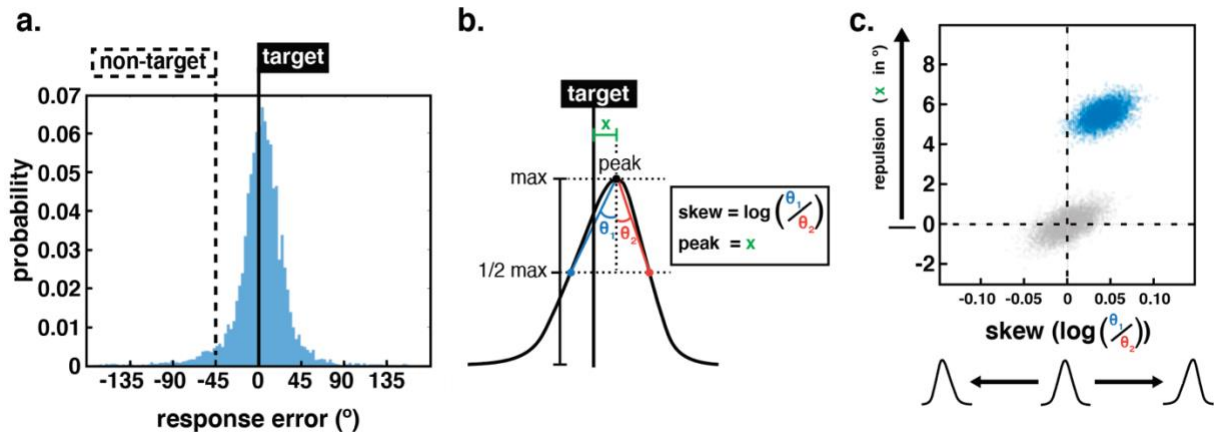 a.
non-target
target
0.07
0.06
0.05
0.04
0.03
0.02
0.01
0
probability
-135 -90 -45 0 45 90 135
response error (º)
b.
target
x
peak
max
1/2 max
θ1 θ2
skew = log(θ1/θ2)
peak = x
c.
repulsion (x in º)
8
6
4
2
0
-2
-0.10 -0.05 0 0.05 0.10
skew (log(θ1/θ2))